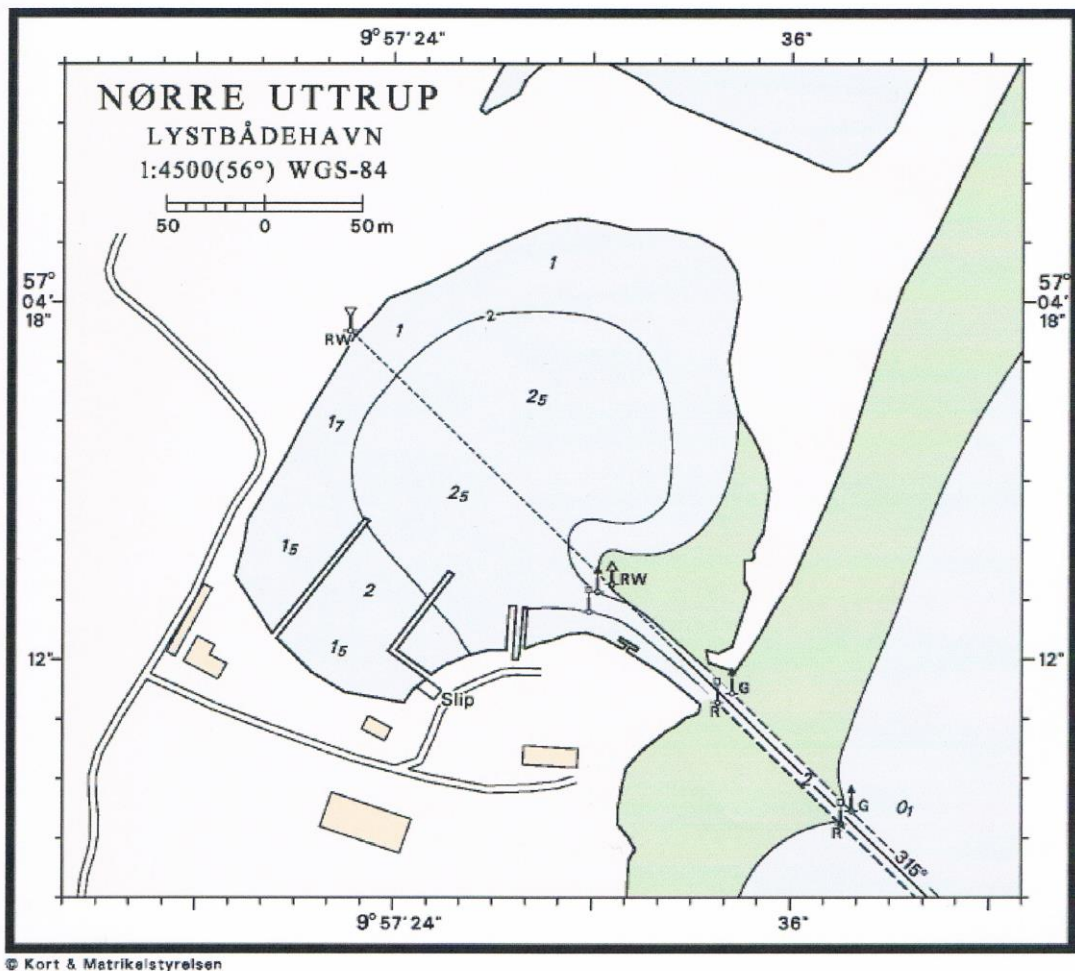 9° 57' 24"
36"
NØRRE UTTRUP
LYSTBÅDEHAVN
1:4500(56°) WGS-84
50 0 50 m
57°
04'
18"
57°
04'
18"
1
2
1
RW
1₇
2₅
2₅
1₅
2
RW
1₅
12"
12"
Slip
G
R
2
G
0₁
R
315°
9° 57' 24"
36"
© Kort & Matrikelstyrelsen